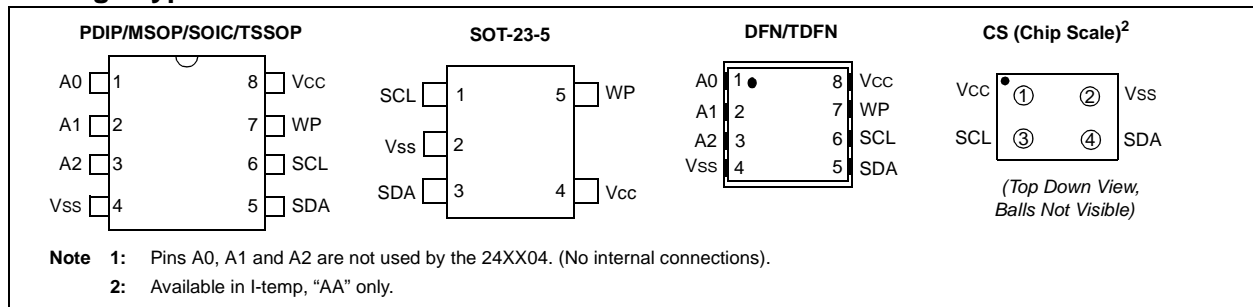 PDIP/MSOP/SOIC/TSSOP
A0 1 8 VCC
A1 2 7 WP
A2 3 6 SCL
VSS 4 5 SDA
SOT-23-5
SCL 1 5 WP
Vss 2
SDA 3 4 Vcc
DFN/TDFN
A0 1 8 VCC
A1 2 7 WP
A2 3 6 SCL
VSS 4 5 SDA
CS (Chip Scale)2
VCC 1 2 VSS
SCL 3 4 SDA
(Top Down View,
Balls Not Visible)
Note 1: Pins A0, A1 and A2 are not used by the 24XX04. (No internal connections).
2: Available in I-temp, “AA” only.